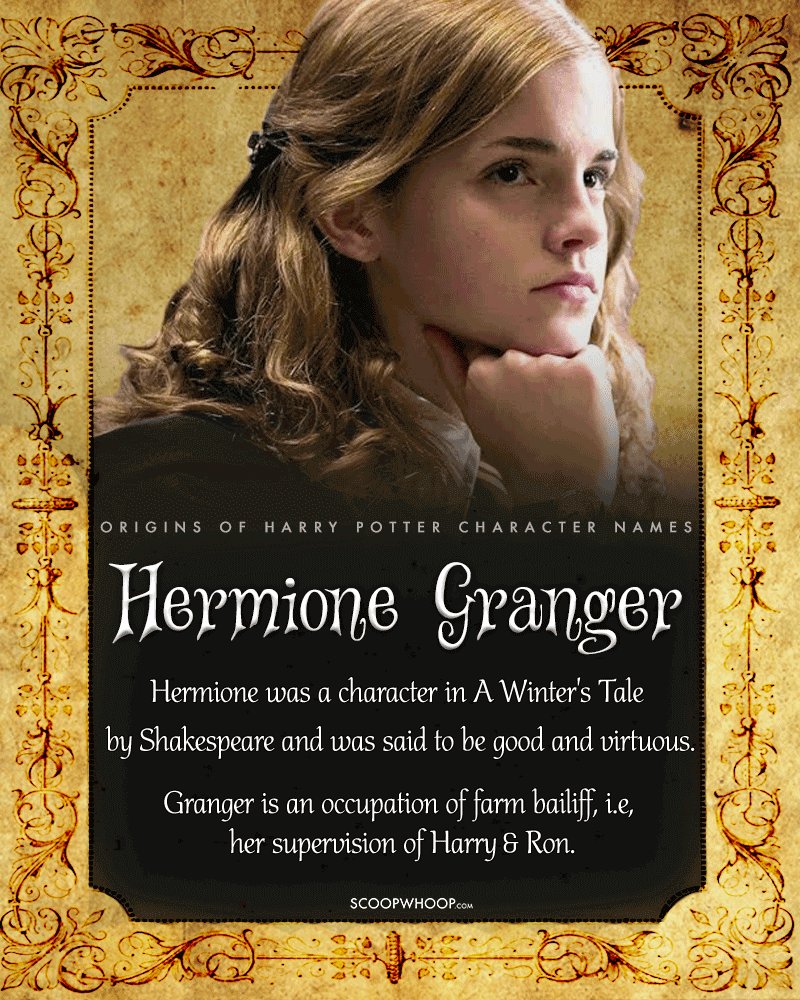 ORIGINS OF HARRY POTTER CHARACTER NAMES
Hermione Granger
Hermione was a character in A Winter's Tale
by Shakespeare and was said to be good and virtuous.
Granger is an occupation of farm bailiff, i.e,
her supervision of Harry & Ron.
SCOOPWHOOP.COM